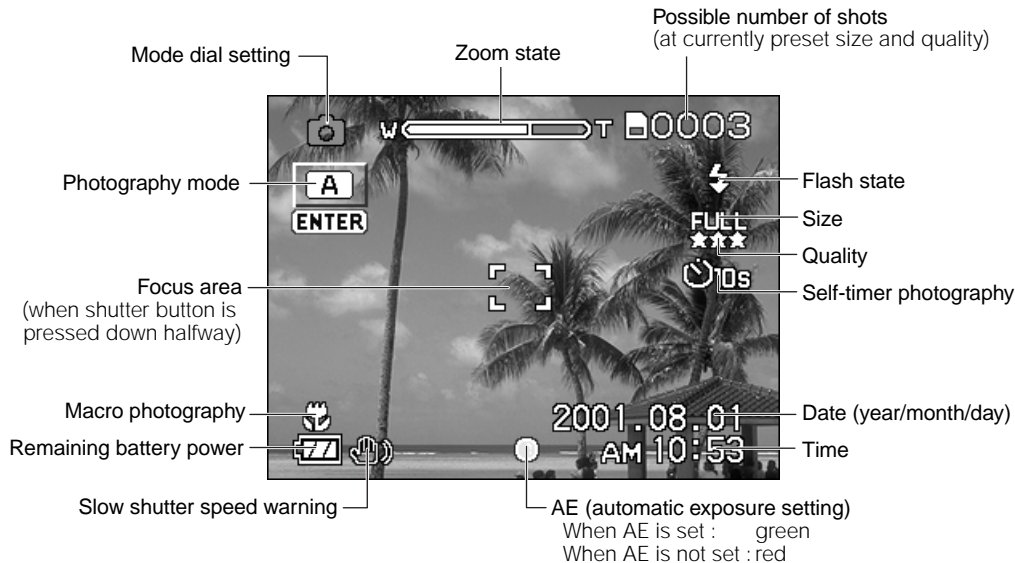 Possible number of shots
(at currently preset size and quality)
Mode dial setting
Zoom state
W T 0003
Photography mode
A
ENTER
Flash state
FULL
Size
★★★
Quality
10s
Self-timer photography
Focus area
(when shutter button is
pressed down halfway)
Macro photography
2001.08.01
Date (year/month/day)
Remaining battery power
AM 10:53
Time
Slow shutter speed warning
AE (automatic exposure setting)
When AE is set : green
When AE is not set : red